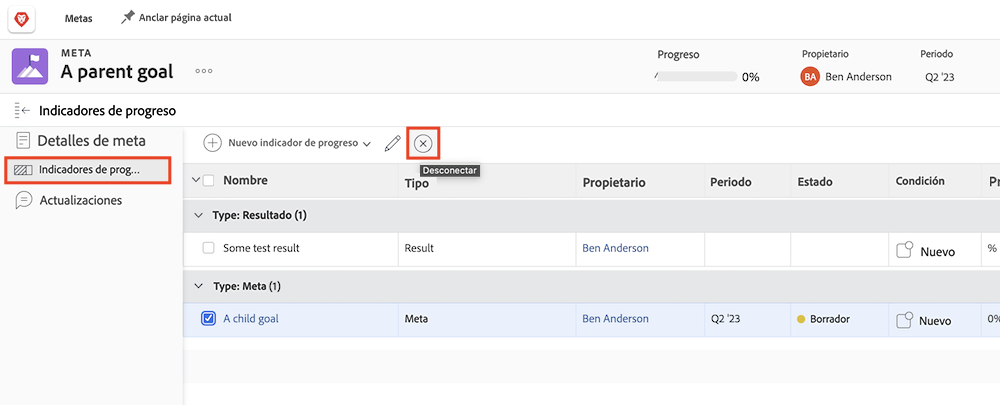 Metas Anclar página actual
META
A parent goal
Progreso
0%
Propietario
BA Ben Anderson
Periodo
Q2 '23
Indicadores de progreso
Detalles de meta
Indicadores de prog...
Actualizaciones
Nuevo indicador de progreso
Desconectar
Nombre Tipo Propietario Periodo Estado Condición Pr
Type: Resultado (1)
Some test result Result Ben Anderson Nuevo %
Type: Meta (1)
A child goal Meta Ben Anderson Q2 '23 Borrador Nuevo 0%